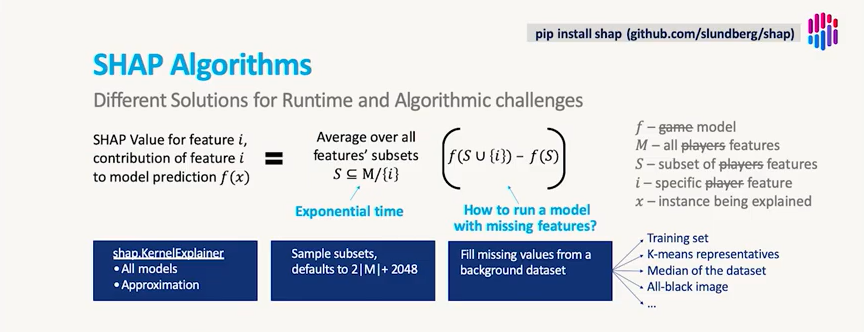 pip install shap (github.com/slundberg/shap)
SHAP Algorithms
Different Solutions for Runtime and Algorithmic challenges
SHAP Value for feature i,
contribution of feature i
to model prediction f(x)
=
Average over all
features' subsets
S ⊆ M/{i}
(f(S ∪ {i}) − f(S))
f – game model
M – all players features
S – subset of players features
i – specific player feature
x – instance being explained
Exponential time
How to run a model
with missing features?
shap.KernelExplainer
• All models
• Approximation
Sample subsets,
defaults to 2|M|+ 2048
Fill missing values from a
background dataset
Training set
K-means representatives
Median of the dataset
All-black image
...